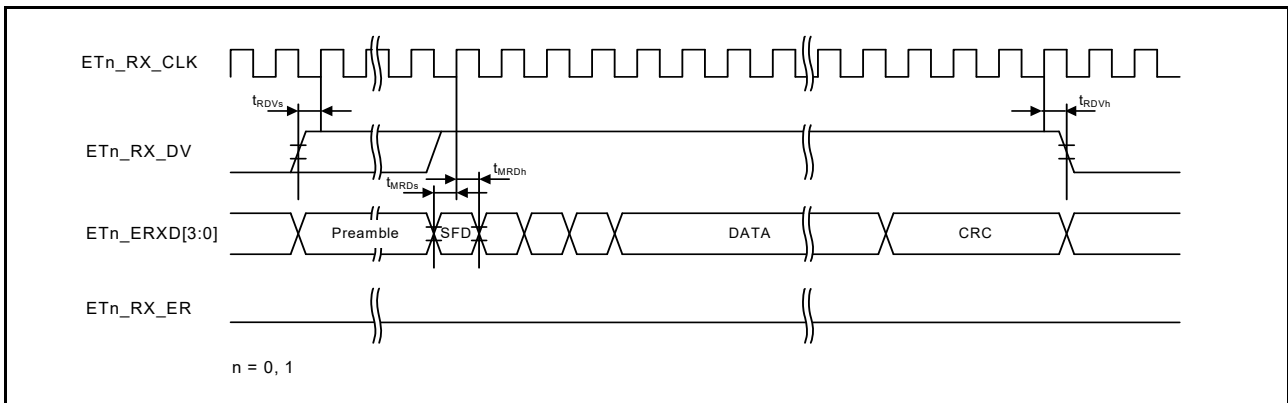 ETn_RX_CLK
tRDVs
tRDVh
ETn_RX_DV
tMRDs
tMRDh
ETn_ERXD[3:0]
Preamble
SFD
DATA
CRC
ETn_RX_ER
n = 0, 1